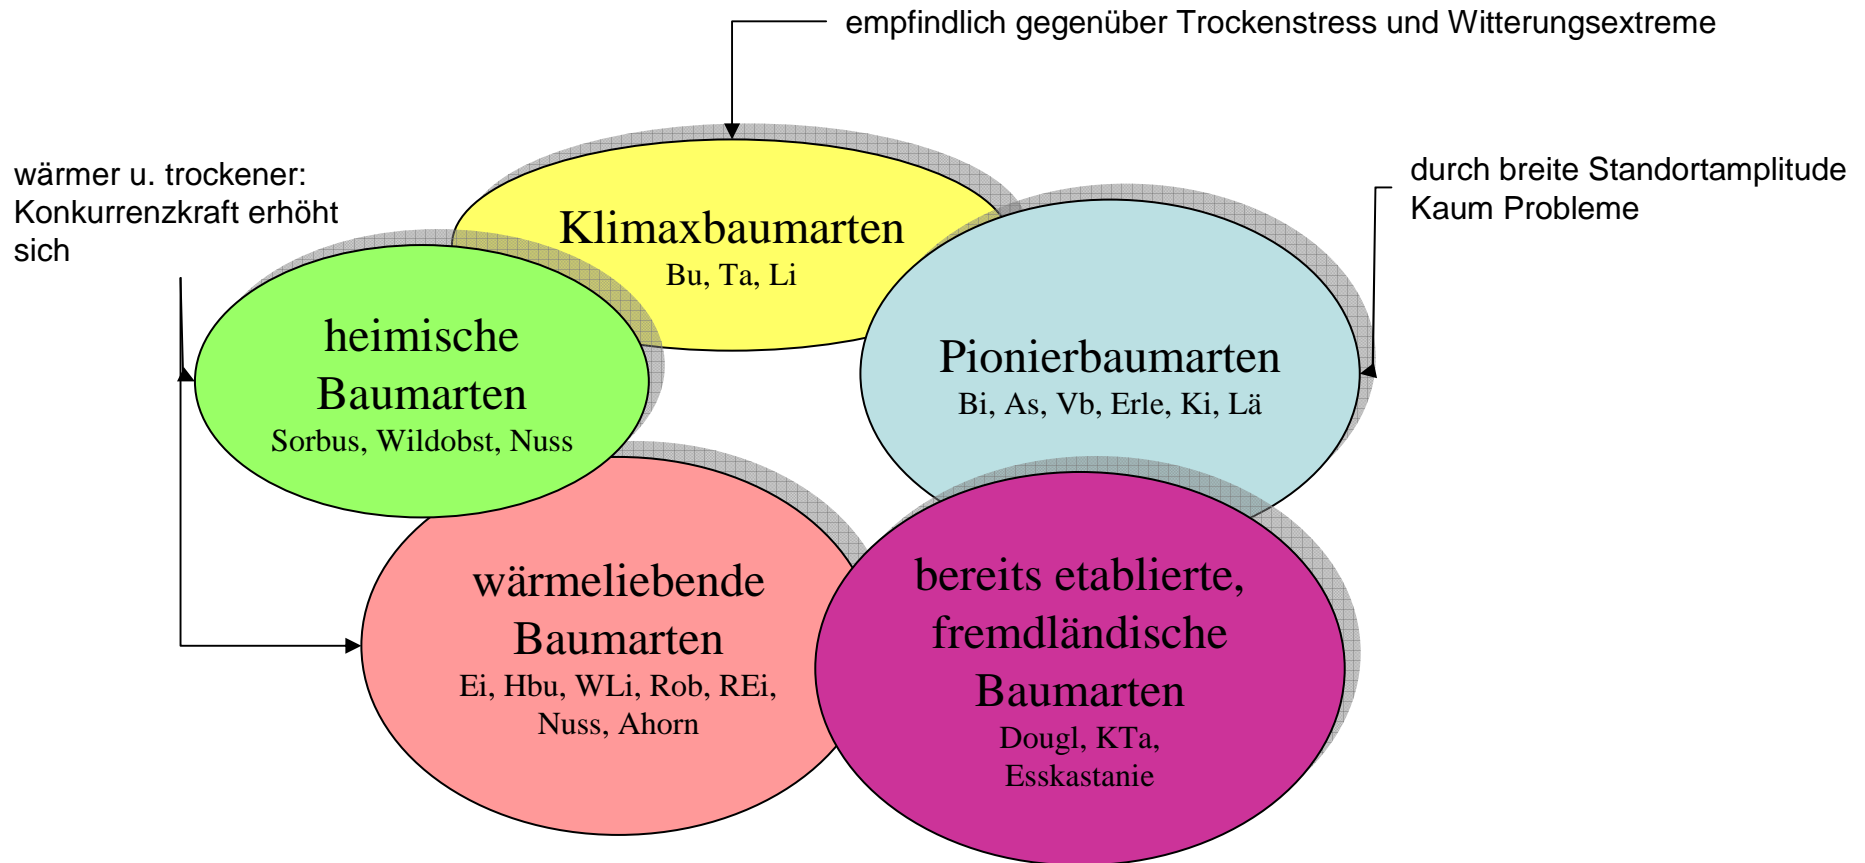 empfindlich gegenüber Trockenstress und Witterungsextreme
wärmer u. trockener:
Konkurrenzkraft erhöht
sich
durch breite Standortamplitude
Kaum Probleme
Klimaxbaumarten
Bu, Ta, Li
heimische
Baumarten
Sorbus, Wildobst, Nuss
Pionierbaumarten
Bi, As, Vb, Erle, Ki, Lä
wärmeliebende
Baumarten
Ei, Hbu, WLi, Rob, REi,
Nuss, Ahorn
bereits etablierte,
fremdländische
Baumarten
Dougl, KTa,
Esskastanie